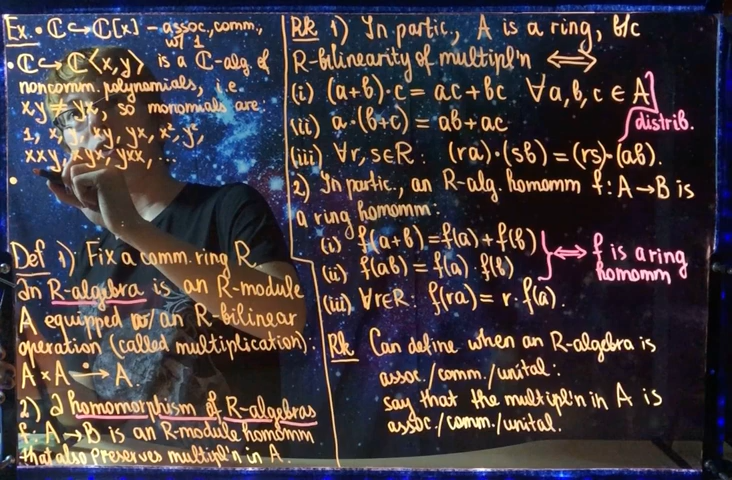 Ex. • ℂ ↪ ℂ[x] – assoc., comm.,
w/ 1
• ℂ ↪ ℂ⟨x,y⟩ is a ℂ-alg. of
noncomm. polynomials, i.e.
x,y ≠ yx, so monomials are
1, x, y, xy, yx, x², y²,
xxy, xyx, yxx, ...
•
Def 1) Fix a comm. ring R.
An R-algebra is an R-module
A equipped w/ an R-bilinear
operation (called multiplication):
A × A → A.
2) A homomorphism of R-algebras
f: A → B is an R-module homomm
that also preserves multipl'n in A.
Rk 1) In partic., A is a ring, b/c
R-bilinearity of multipl'n ⟺
(i) (a+b)·c = ac + bc ∀a,b,c ∈ A
(ii) a·(b+c) = ab + ac
distrib.
(iii) ∀r,s∈R: (ra)·(sb) = (rs)·(ab).
2) In partic., an R-alg. homomm f: A→B is
a ring homomm:
(i) f(a+b) = f(a) + f(b)
(ii) f(ab) = f(a)·f(b)
⟺ f is a ring
homomm
(iii) ∀r∈R: f(ra) = r·f(a).
Rk Can define when an R-algebra is
assoc./comm./unital:
say that the multipl'n in A is
assoc./comm./unital.